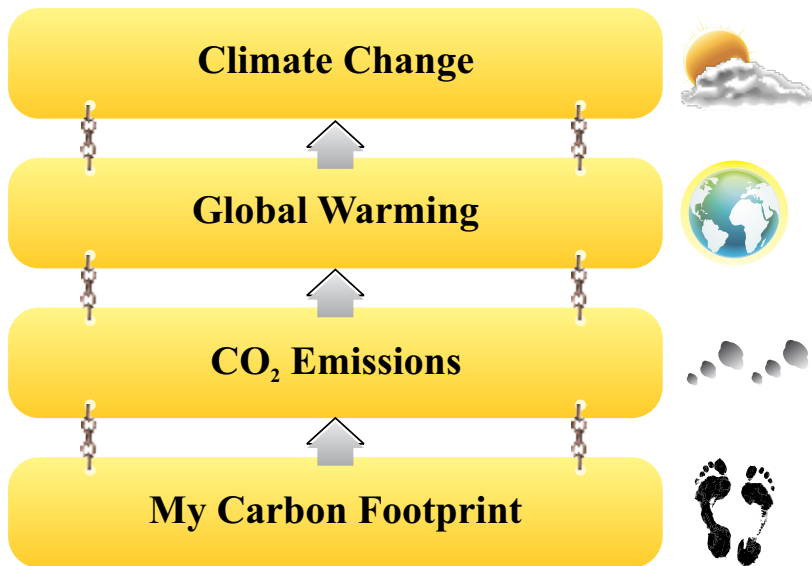 Climate Change
Global Warming
CO₂ Emissions
My Carbon Footprint